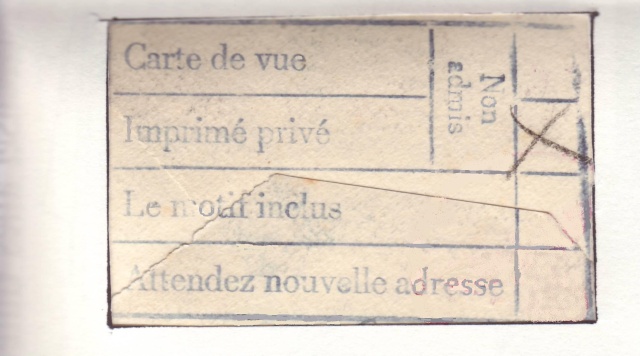 Carte de vue
Non
admis
Imprimé privé
Le motif inclus
Attendez nouvelle adresse